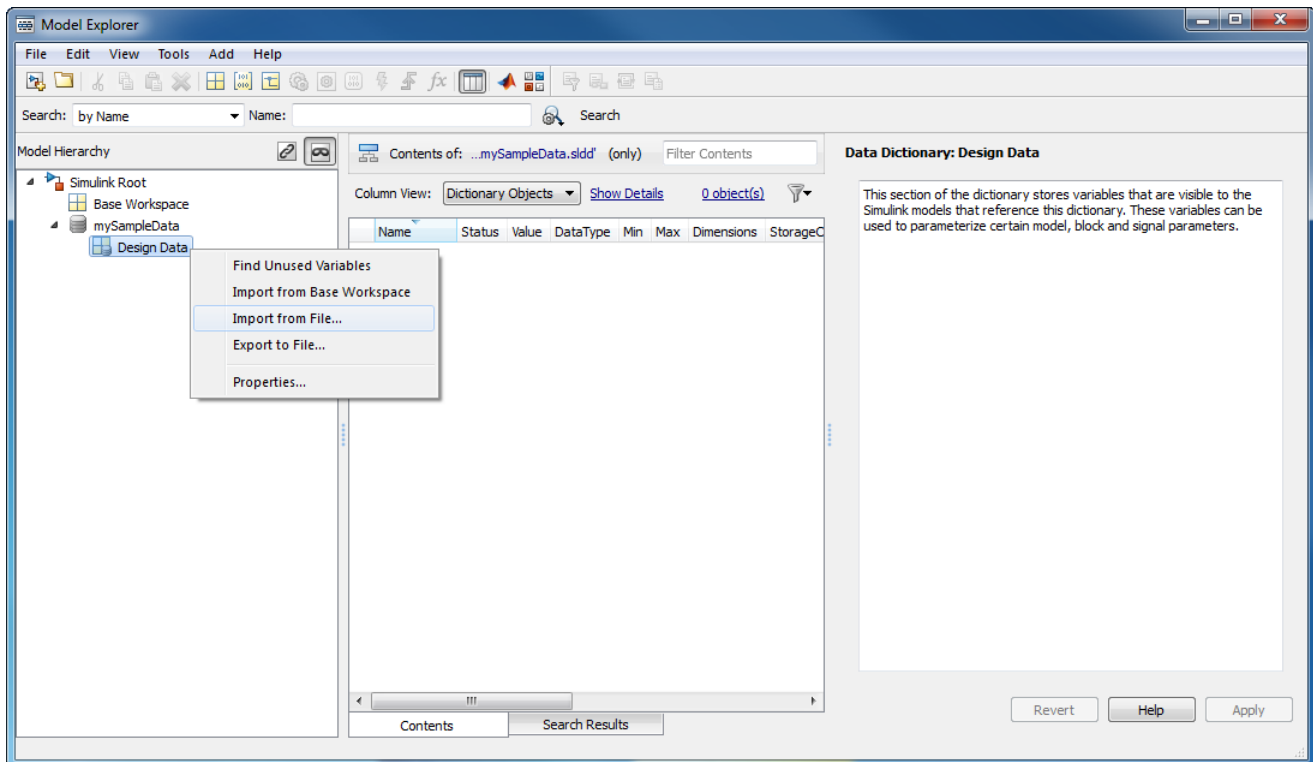 Model Explorer
File Edit View Tools Add Help
fx
Search: by Name Name: Search
Model Hierarchy
Simulink Root
Base Workspace
mySampleData
Design Data
Find Unused Variables
Import from Base Workspace
Import from File...
Export to File...
Properties...
Contents of: ...mySampleData.sldd' (only) Filter Contents
Column View: Dictionary Objects Show Details 0 object(s)
Name Status Value DataType Min Max Dimensions StorageC
Contents Search Results
Data Dictionary: Design Data
This section of the dictionary stores variables that are visible to the
Simulink models that reference this dictionary. These variables can be
used to parameterize certain model, block and signal parameters.
Revert Help Apply